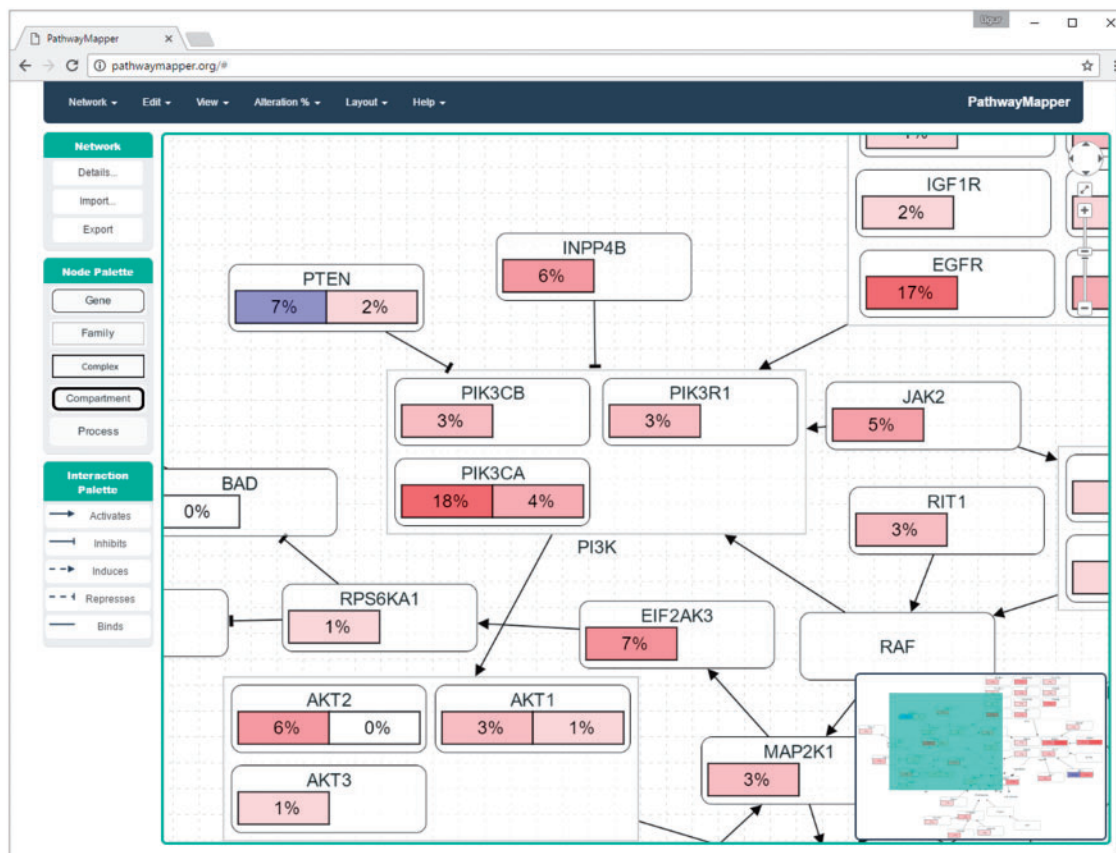 Ugur
PathwayMapper
pathwaymapper.org/#
Network Edit View Alteration % Layout Help PathwayMapper
Network
Details...
Import...
Export
Node Palette
Gene
Family
Complex
Compartment
Process
Interaction
Palette
Activates
Inhibits
Induces
Represses
Binds
IGF1R
2%
INPP4B
6%
EGFR
17%
PTEN
7% 2%
PIK3CB
3%
PIK3R1
3%
JAK2
5%
PIK3CA
18% 4%
BAD
0%
RIT1
3%
PI3K
RPS6KA1
1%
EIF2AK3
7%
RAF
AKT2
6% 0%
AKT1
3% 1%
MAP2K1
3%
AKT3
1%